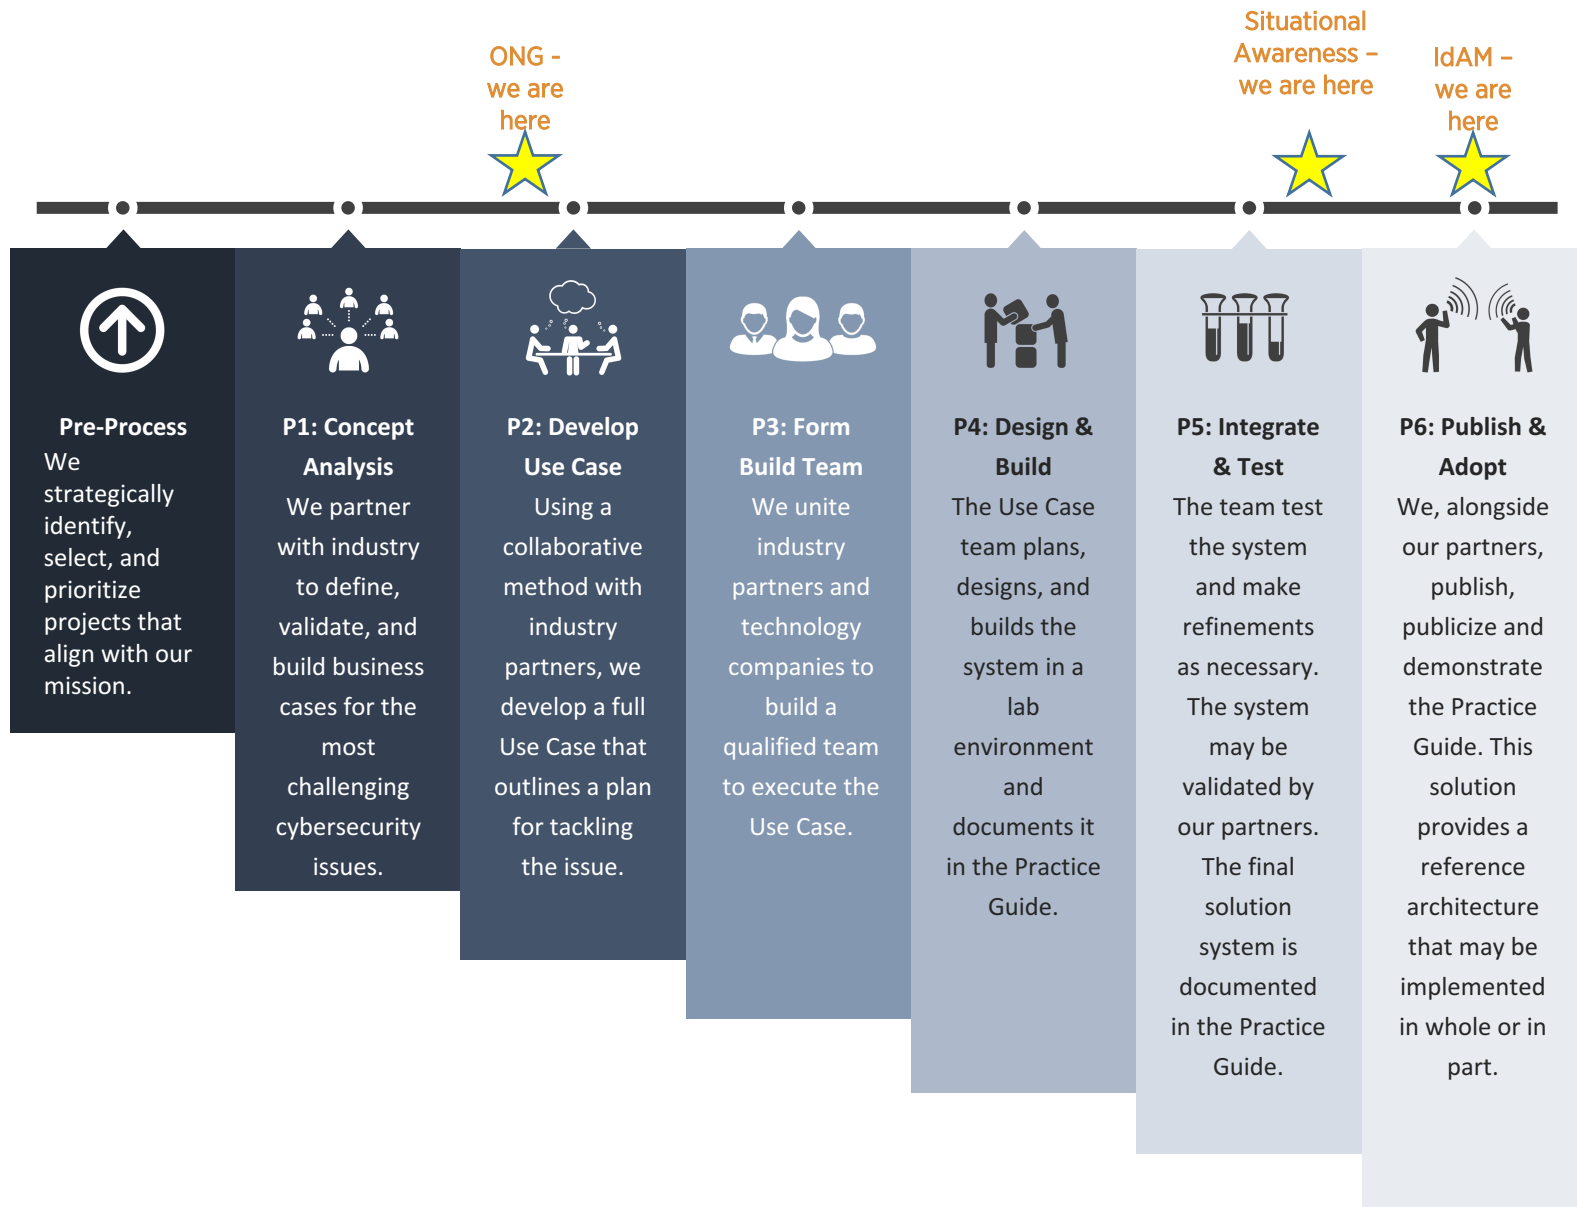 ONG -
we are
here
Situational
Awareness –
we are here
IdAM –
we are
here
Pre-Process
We
strategically
identify,
select, and
prioritize
projects that
align with our
mission.
P1: Concept
Analysis
We partner
with industry
to define,
validate, and
build business
cases for the
most
challenging
cybersecurity
issues.
P2: Develop
Use Case
Using a
collaborative
method with
industry
partners, we
develop a full
Use Case that
outlines a plan
for tackling
the issue.
P3: Form
Build Team
We unite
industry
partners and
technology
companies to
build a
qualified team
to execute the
Use Case.
P4: Design &
Build
The Use Case
team plans,
designs, and
builds the
system in a
lab
environment
and
documents it
in the Practice
Guide.
P5: Integrate
& Test
The team test
the system
and make
refinements
as necessary.
The system
may be
validated by
our partners.
The final
solution
system is
documented
in the Practice
Guide.
P6: Publish &
Adopt
We, alongside
our partners,
publish,
publicize and
demonstrate
the Practice
Guide. This
solution
provides a
reference
architecture
that may be
implemented
in whole or in
part.